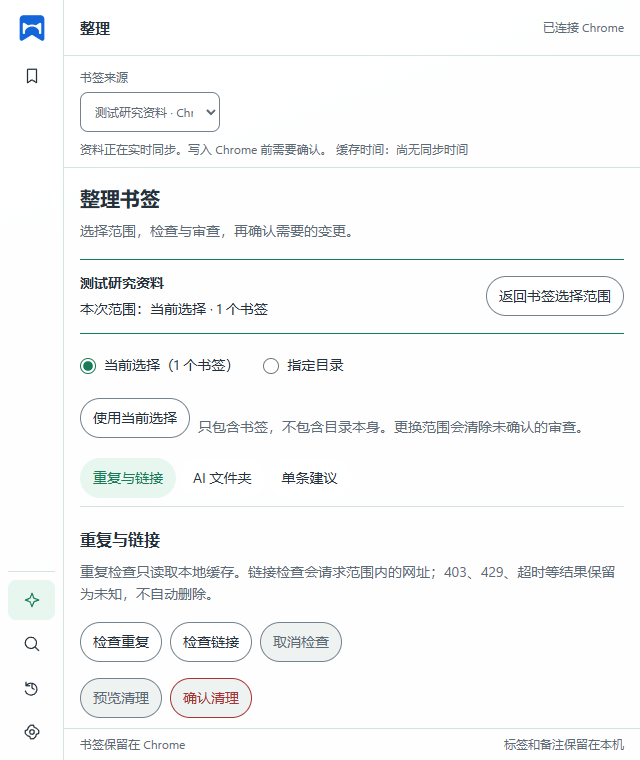 整理
已连接 Chrome
书签来源
测试研究资料 · Chr
资料正在实时同步。写入 Chrome 前需要确认。 缓存时间：尚无同步时间
整理书签
选择范围，检查与审查，再确认需要的变更。
测试研究资料
本次范围：当前选择 · 1 个书签
返回书签选择范围
当前选择（1 个书签）
指定目录
使用当前选择
只包含书签，不包含目录本身。更换范围会清除未确认的审查。
重复与链接
AI 文件夹
单条建议
重复与链接
重复检查只读取本地缓存。链接检查会请求范围内的网址；403、429、超时等结果保留
为未知，不自动删除。
检查重复
检查链接
取消检查
预览清理
确认清理
书签保留在 Chrome
标签和备注保留在本机